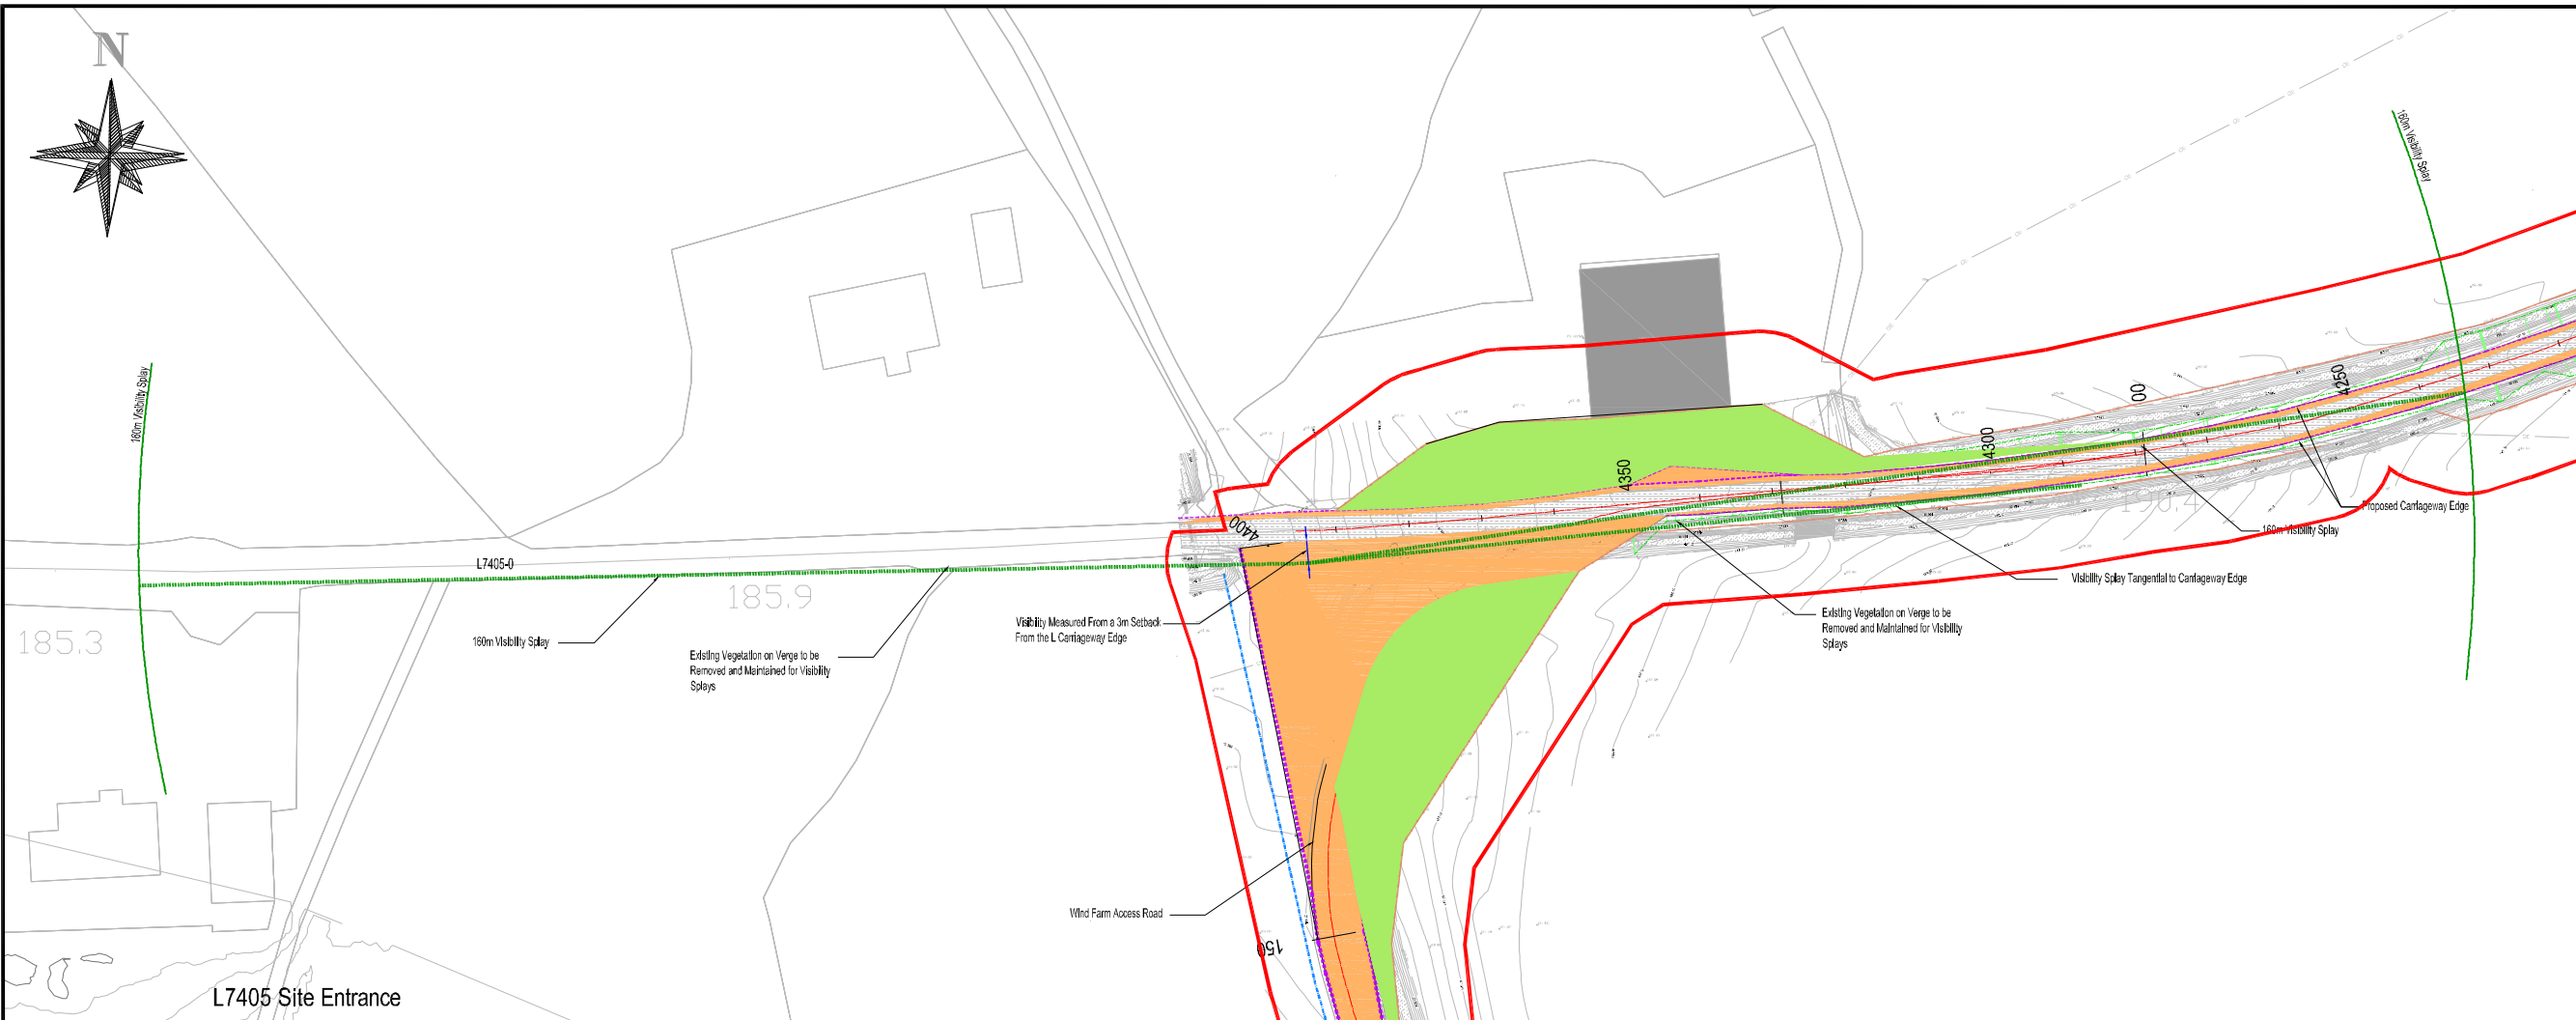 N
160m Visibility Splay
160m Visibility Splay
4250
00
4300
4350
4400
190.4
Proposed Carriageway Edge
160m Visibility Splay
L7405-0
185.9
185.3
Visibility Splay Tangential to Carriageway Edge
Existing Vegetation on Verge to be
Removed and Maintained for Visibility
Splays
Visibility Measured From a 3m Setback
From the L Carriageway Edge
160m Visibility Splay
Existing Vegetation on Verge to be
Removed and Maintained for Visibility
Splays
Wind Farm Access Road
150
L7405 Site Entrance